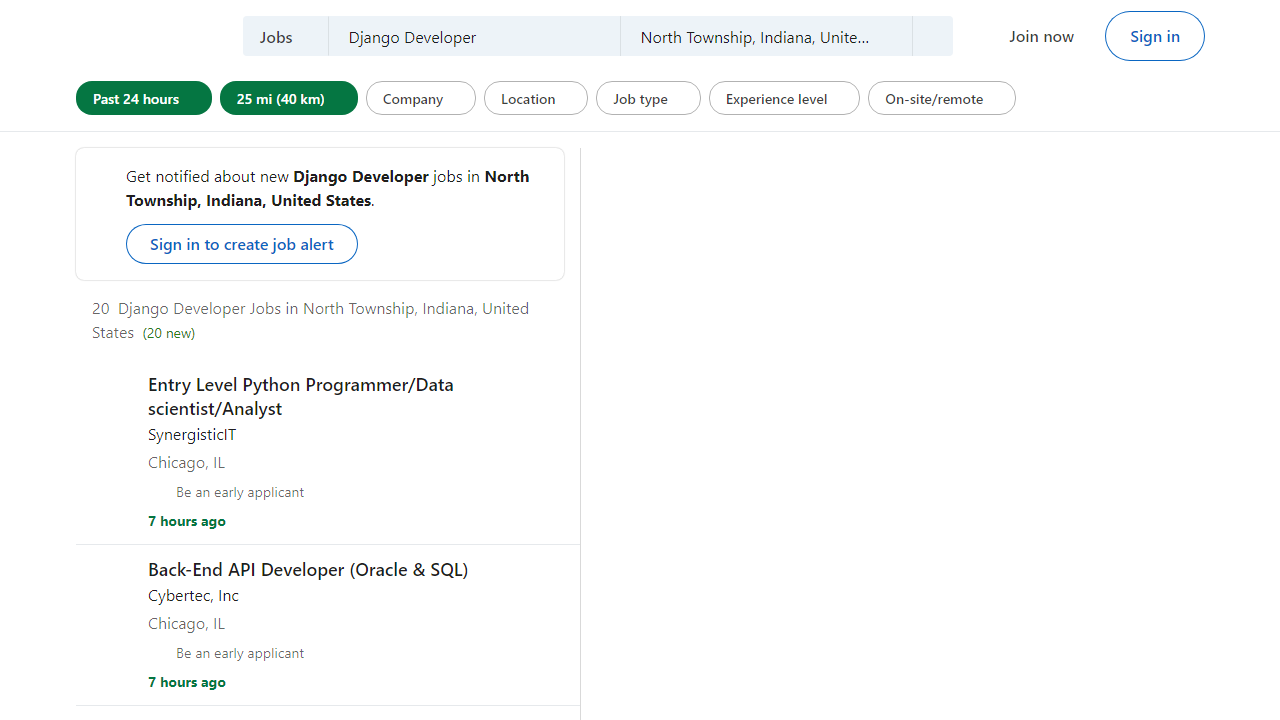 Jobs
Django Developer
North Township, Indiana, Unite...
Join now
Sign in
Past 24 hours
25 mi (40 km)
Company
Location
Job type
Experience level
On-site/remote
Get notified about new Django Developer jobs in North
Township, Indiana, United States.
Sign in to create job alert
20 Django Developer Jobs in North Township, Indiana, United
States (20 new)
Entry Level Python Programmer/Data
scientist/Analyst
SynergisticIT
Chicago, IL
Be an early applicant
7 hours ago
Back-End API Developer (Oracle & SQL)
Cybertec, Inc
Chicago, IL
Be an early applicant
7 hours ago